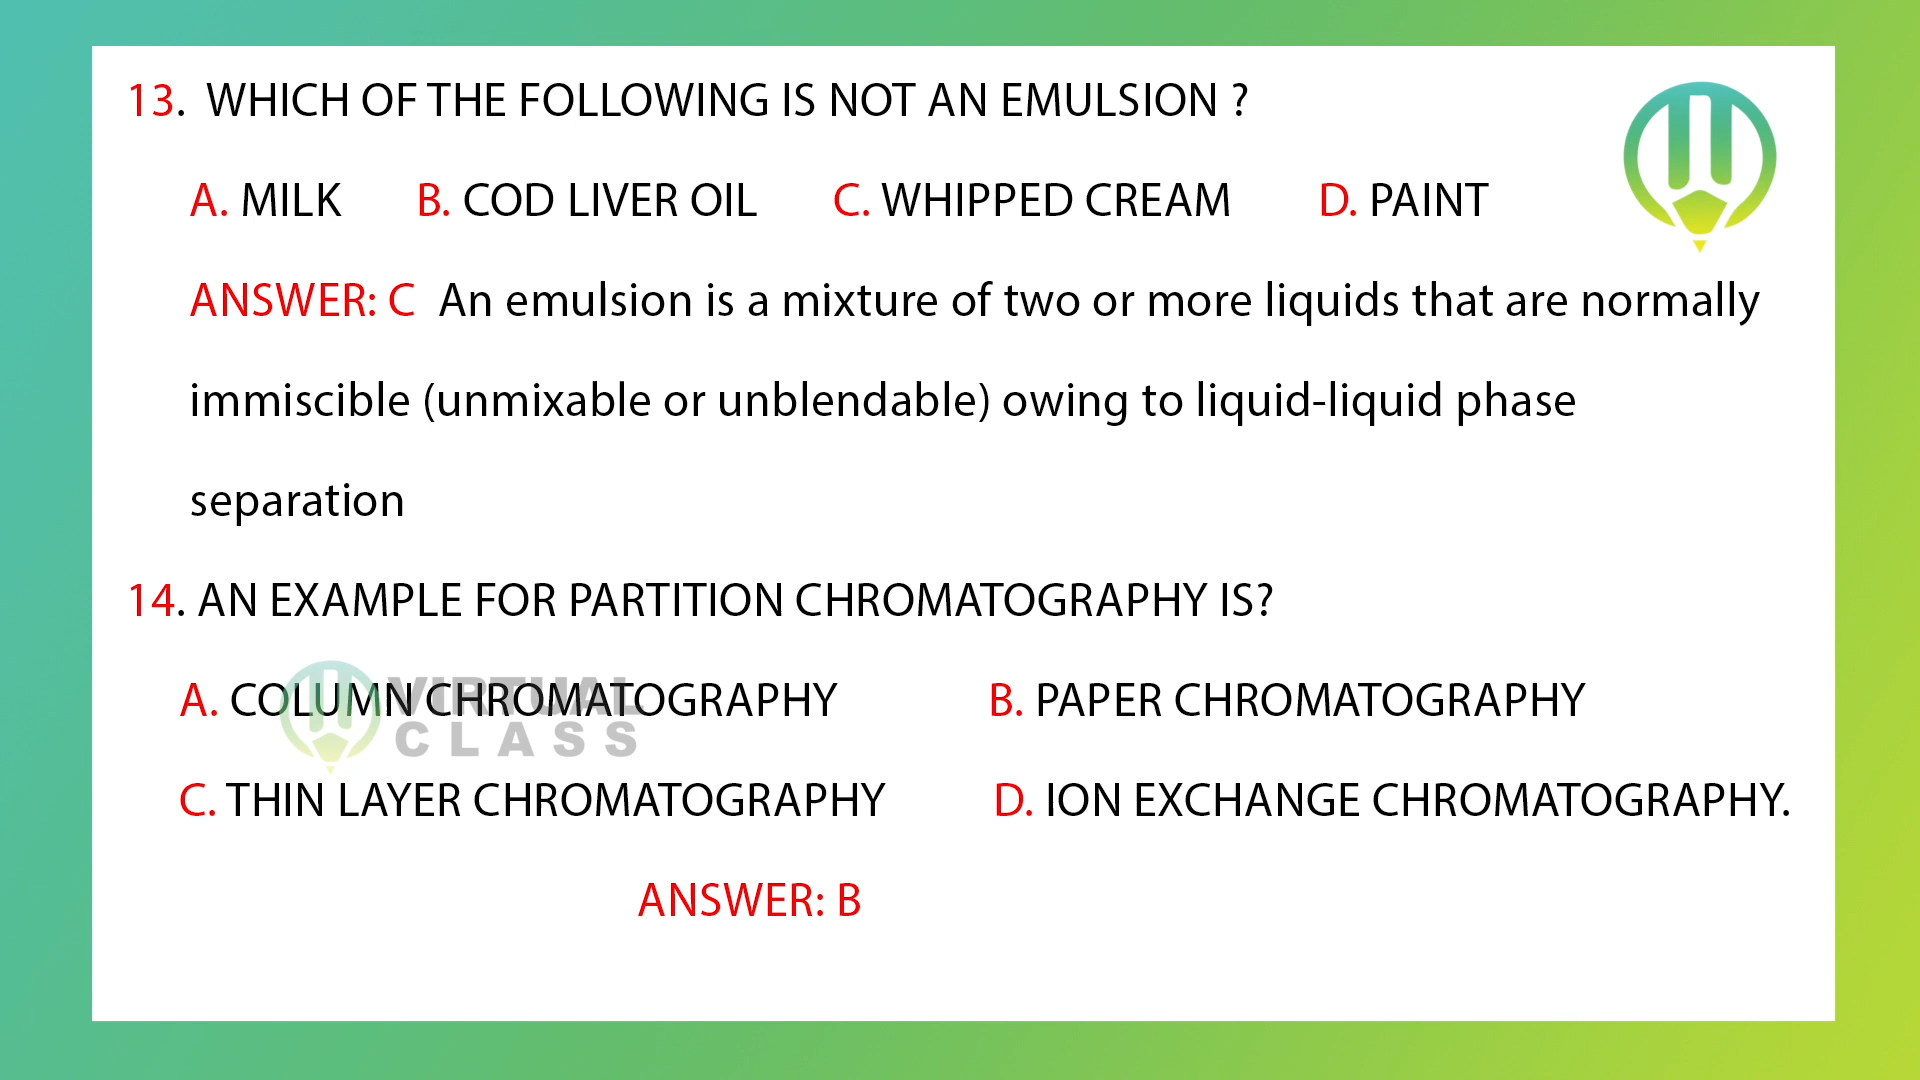 13. WHICH OF THE FOLLOWING IS NOT AN EMULSION ?
A. MILK B. COD LIVER OIL C. WHIPPED CREAM D. PAINT
ANSWER: C An emulsion is a mixture of two or more liquids that are normally
immiscible (unmixable or unblendable) owing to liquid-liquid phase
separation
14. AN EXAMPLE FOR PARTITION CHROMATOGRAPHY IS?
A. COLUMN CHROMATOGRAPHY B. PAPER CHROMATOGRAPHY
VIRTUAL
CLASS
C. THIN LAYER CHROMATOGRAPHY D. ION EXCHANGE CHROMATOGRAPHY.
ANSWER: B